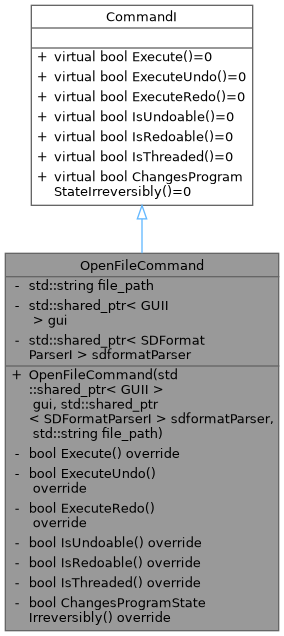 CommandI
+ virtual bool Execute()=0
+ virtual bool ExecuteUndo()=0
+ virtual bool ExecuteRedo()=0
+ virtual bool IsUndoable()=0
+ virtual bool IsRedoable()=0
+ virtual bool IsThreaded()=0
+ virtual bool ChangesProgram
StateIrreversibly()=0
OpenFileCommand
- std::string file_path
- std::shared_ptr< GUII
> gui
- std::shared_ptr< SDFormat
ParserI > sdformatParser
+ OpenFileCommand(std
::shared_ptr< GUII >
gui, std::shared_ptr
< SDFormatParserI > sdformatParser,
std::string file_path)
- bool Execute() override
- bool ExecuteUndo()
override
- bool ExecuteRedo()
override
- bool IsUndoable() override
- bool IsRedoable() override
- bool IsThreaded() override
- bool ChangesProgramState
Irreversibly() override